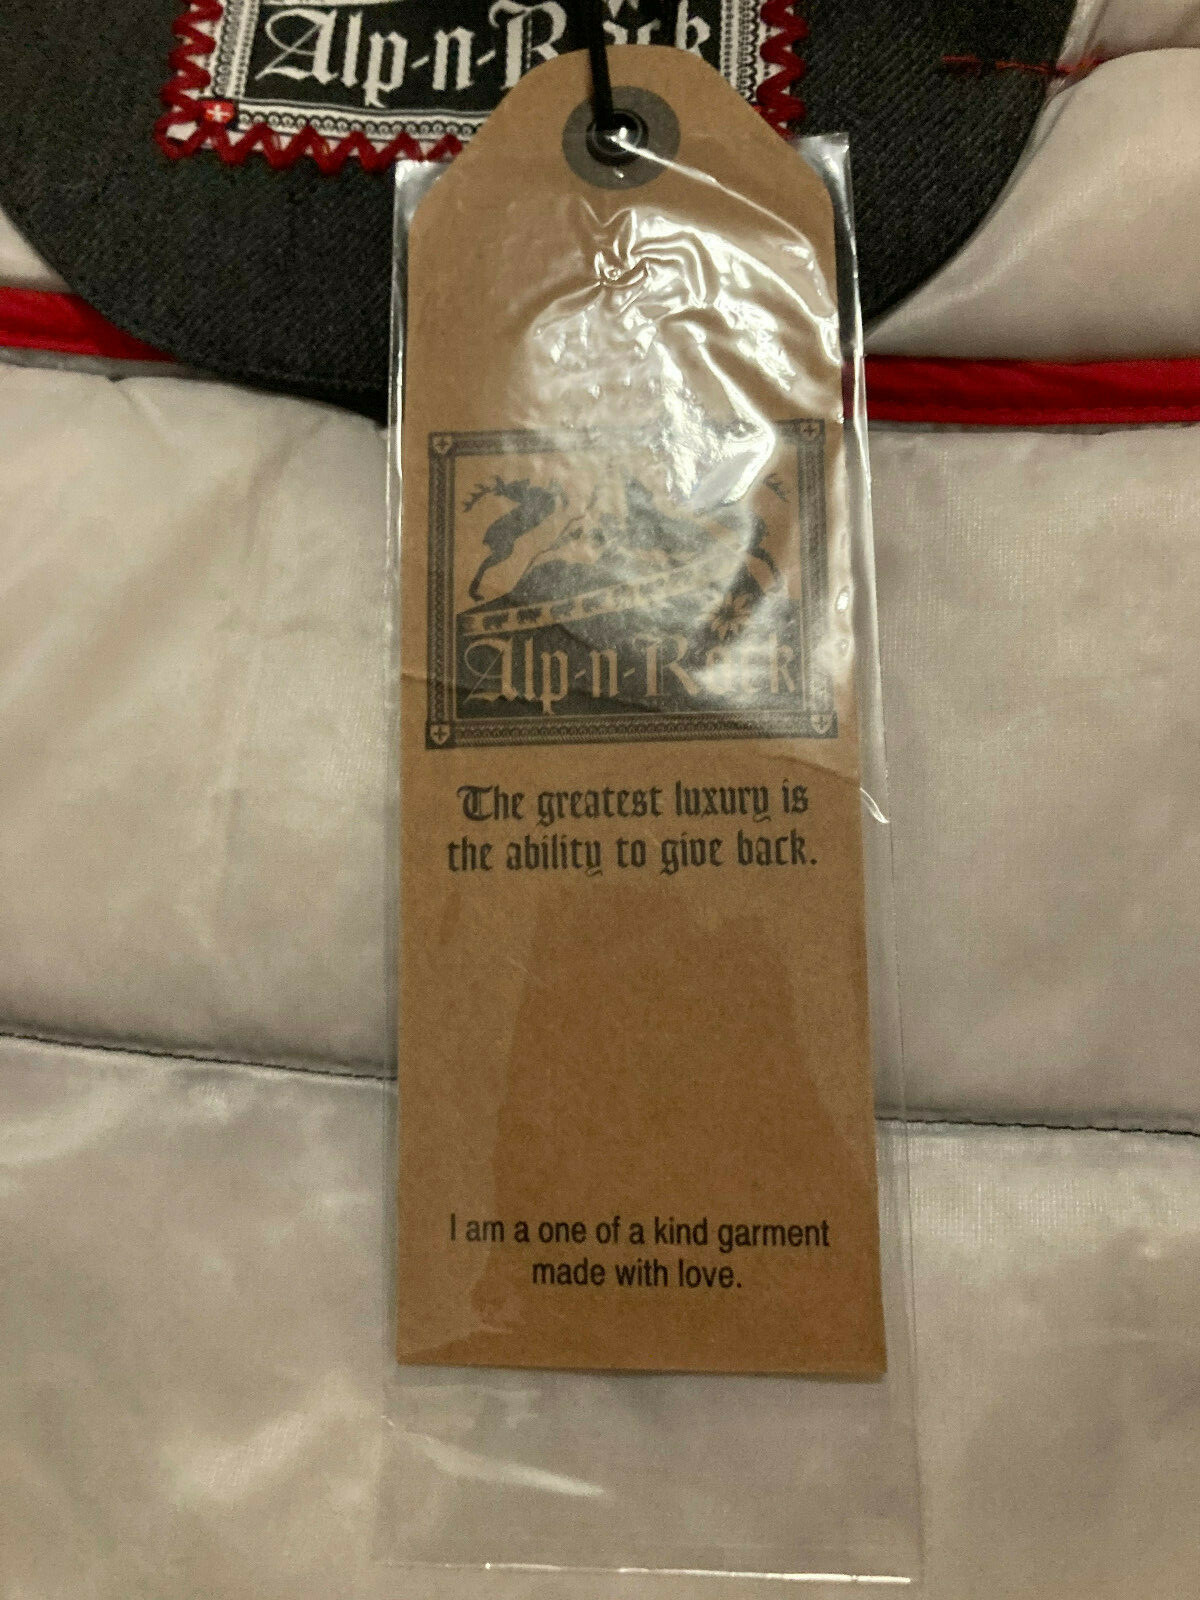 Alp-n-Rock
Alp-n-Rock
The greatest luxury is
the ability to give back.
I am a one of a kind garment
made with love.